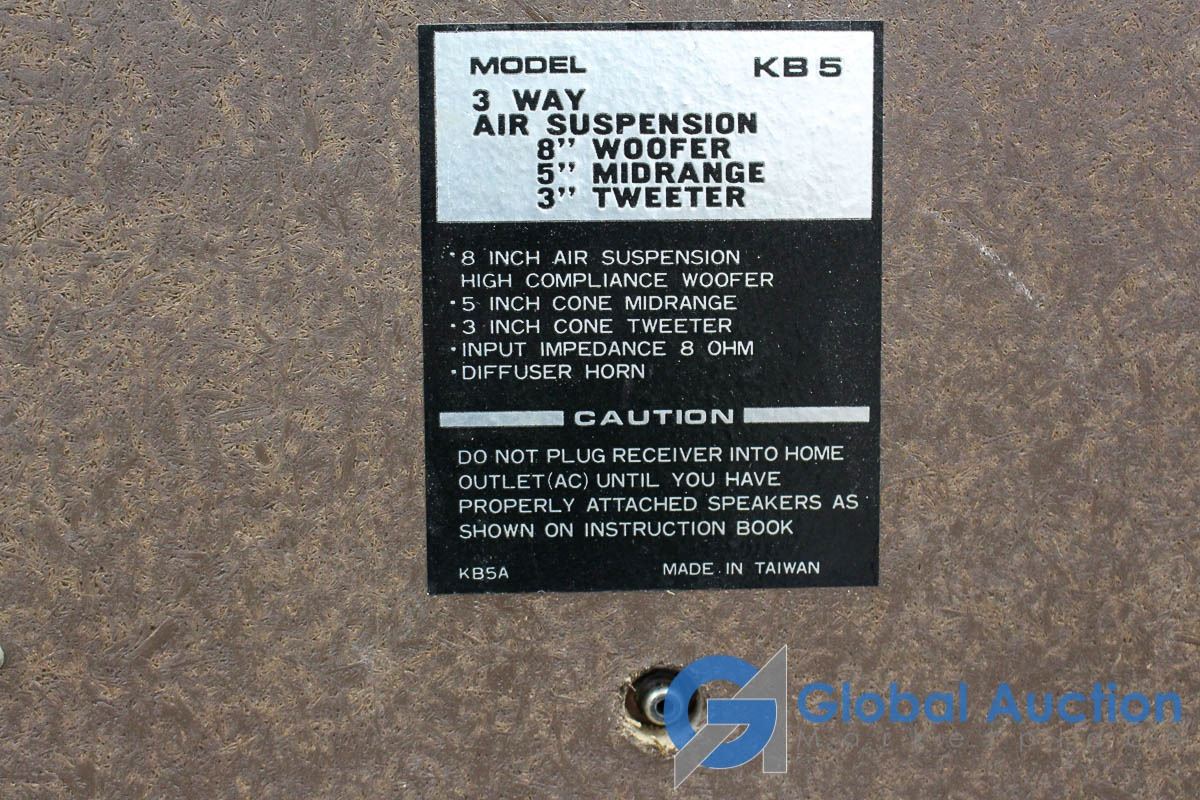 MODEL KB 5
3 WAY
AIR SUSPENSION
8" WOOFER
5" MIDRANGE
3" TWEETER
• 8 INCH AIR SUSPENSION
HIGH COMPLIANCE WOOFER
• 5 INCH CONE MIDRANGE
• 3 INCH CONE TWEETER
• INPUT IMPEDANCE 8 OHM
• DIFFUSER HORN
CAUTION
DO NOT PLUG RECEIVER INTO HOME
OUTLET (AC) UNTIL YOU HAVE
PROPERLY ATTACHED SPEAKERS AS
SHOWN ON INSTRUCTION BOOK
KB5A MADE IN TAIWAN
Global Auction
Marketplace